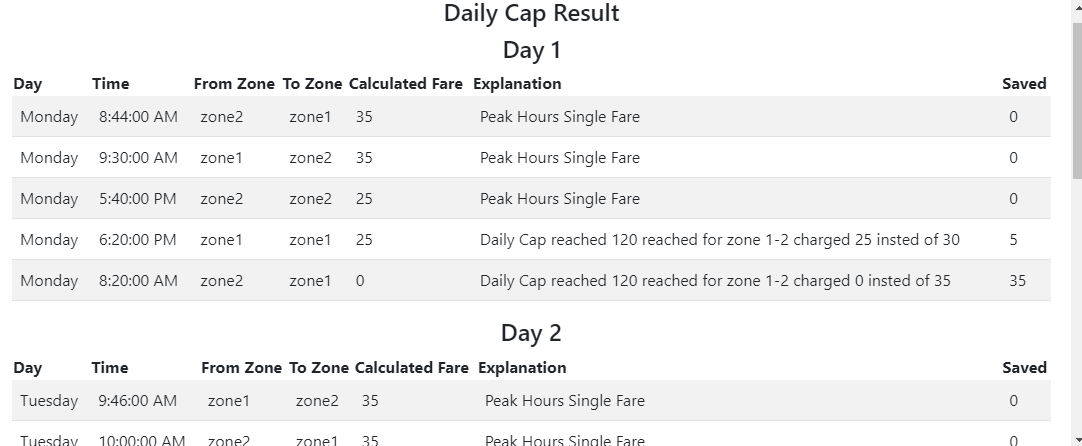 Daily Cap Result
Day 1
Day Time From Zone To Zone Calculated Fare Explanation Saved
Monday 8:44:00 AM zone2 zone1 35 Peak Hours Single Fare 0
Monday 9:30:00 AM zone1 zone2 35 Peak Hours Single Fare 0
Monday 5:40:00 PM zone2 zone2 25 Peak Hours Single Fare 0
Monday 6:20:00 PM zone1 zone1 25 Daily Cap reached 120 reached for zone 1-2 charged 25 insted of 30 5
Monday 8:20:00 AM zone2 zone1 0 Daily Cap reached 120 reached for zone 1-2 charged 0 insted of 35 35
Day 2
Day Time From Zone To Zone Calculated Fare Explanation Saved
Tuesday 9:46:00 AM zone1 zone2 35 Peak Hours Single Fare 0
Tuesday 10:00:00 AM zone2 zone1 35 Peak Hours Single Fare 0